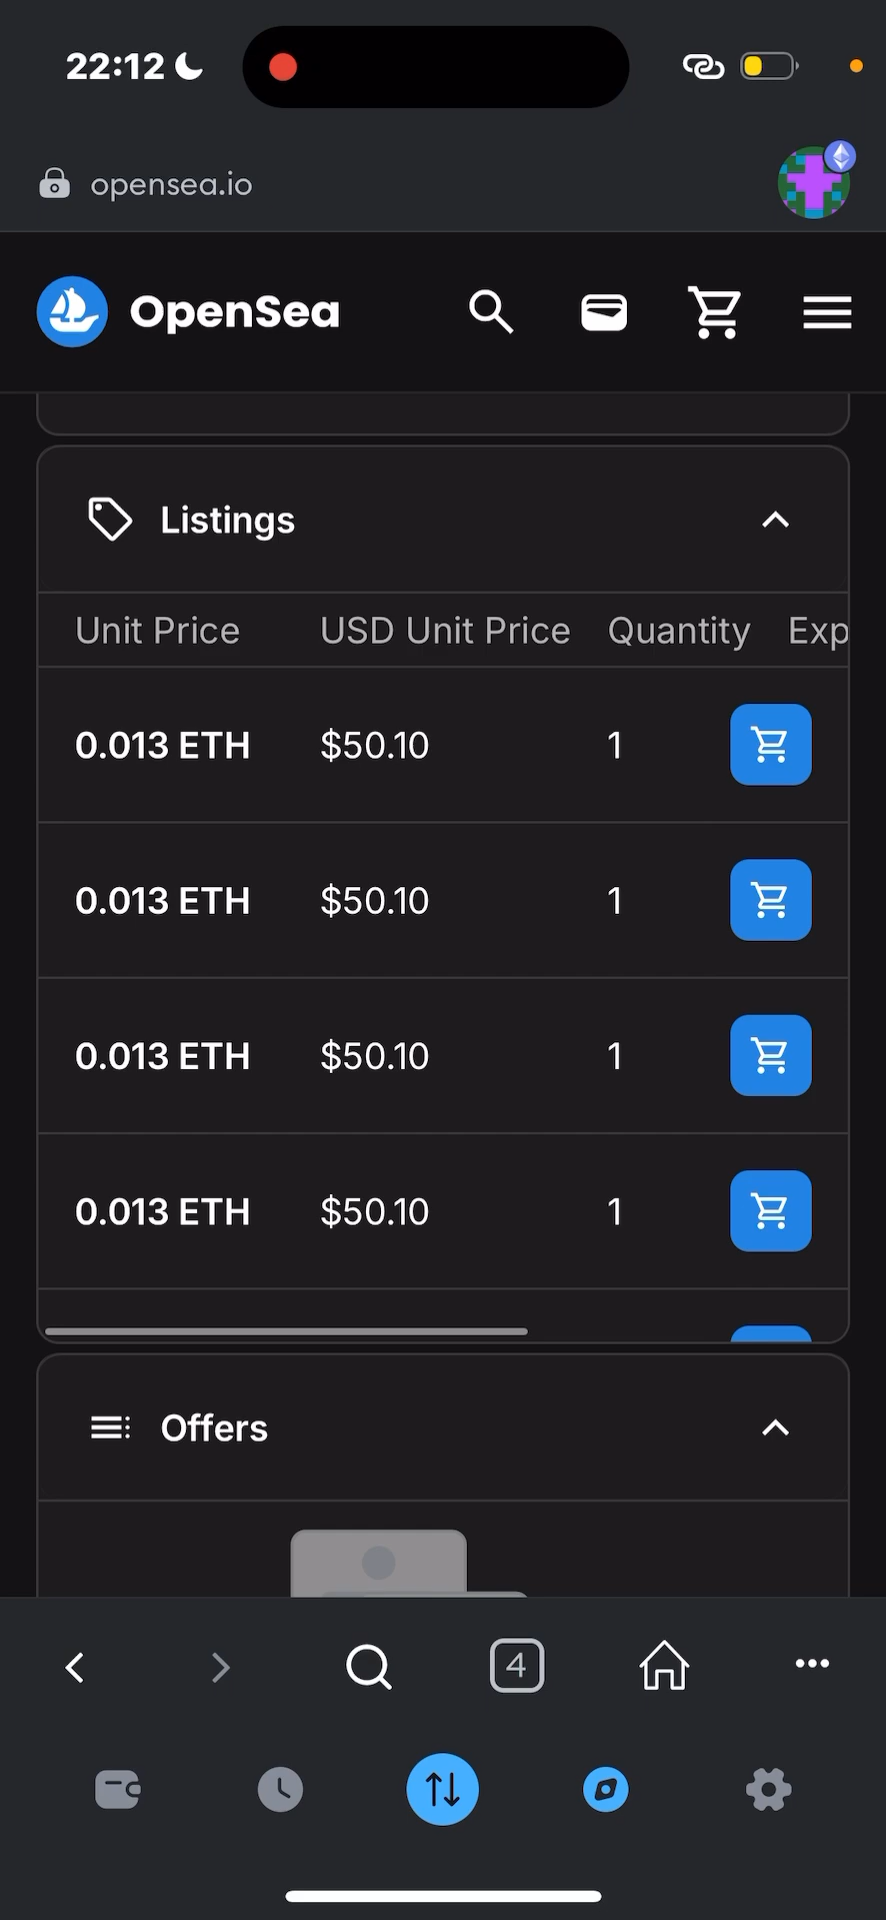 22:12
opensea.io
OpenSea
Listings
Unit Price USD Unit Price Quantity Exp
0.013 ETH $50.10 1
0.013 ETH $50.10 1
0.013 ETH $50.10 1
0.013 ETH $50.10 1
Offers
4